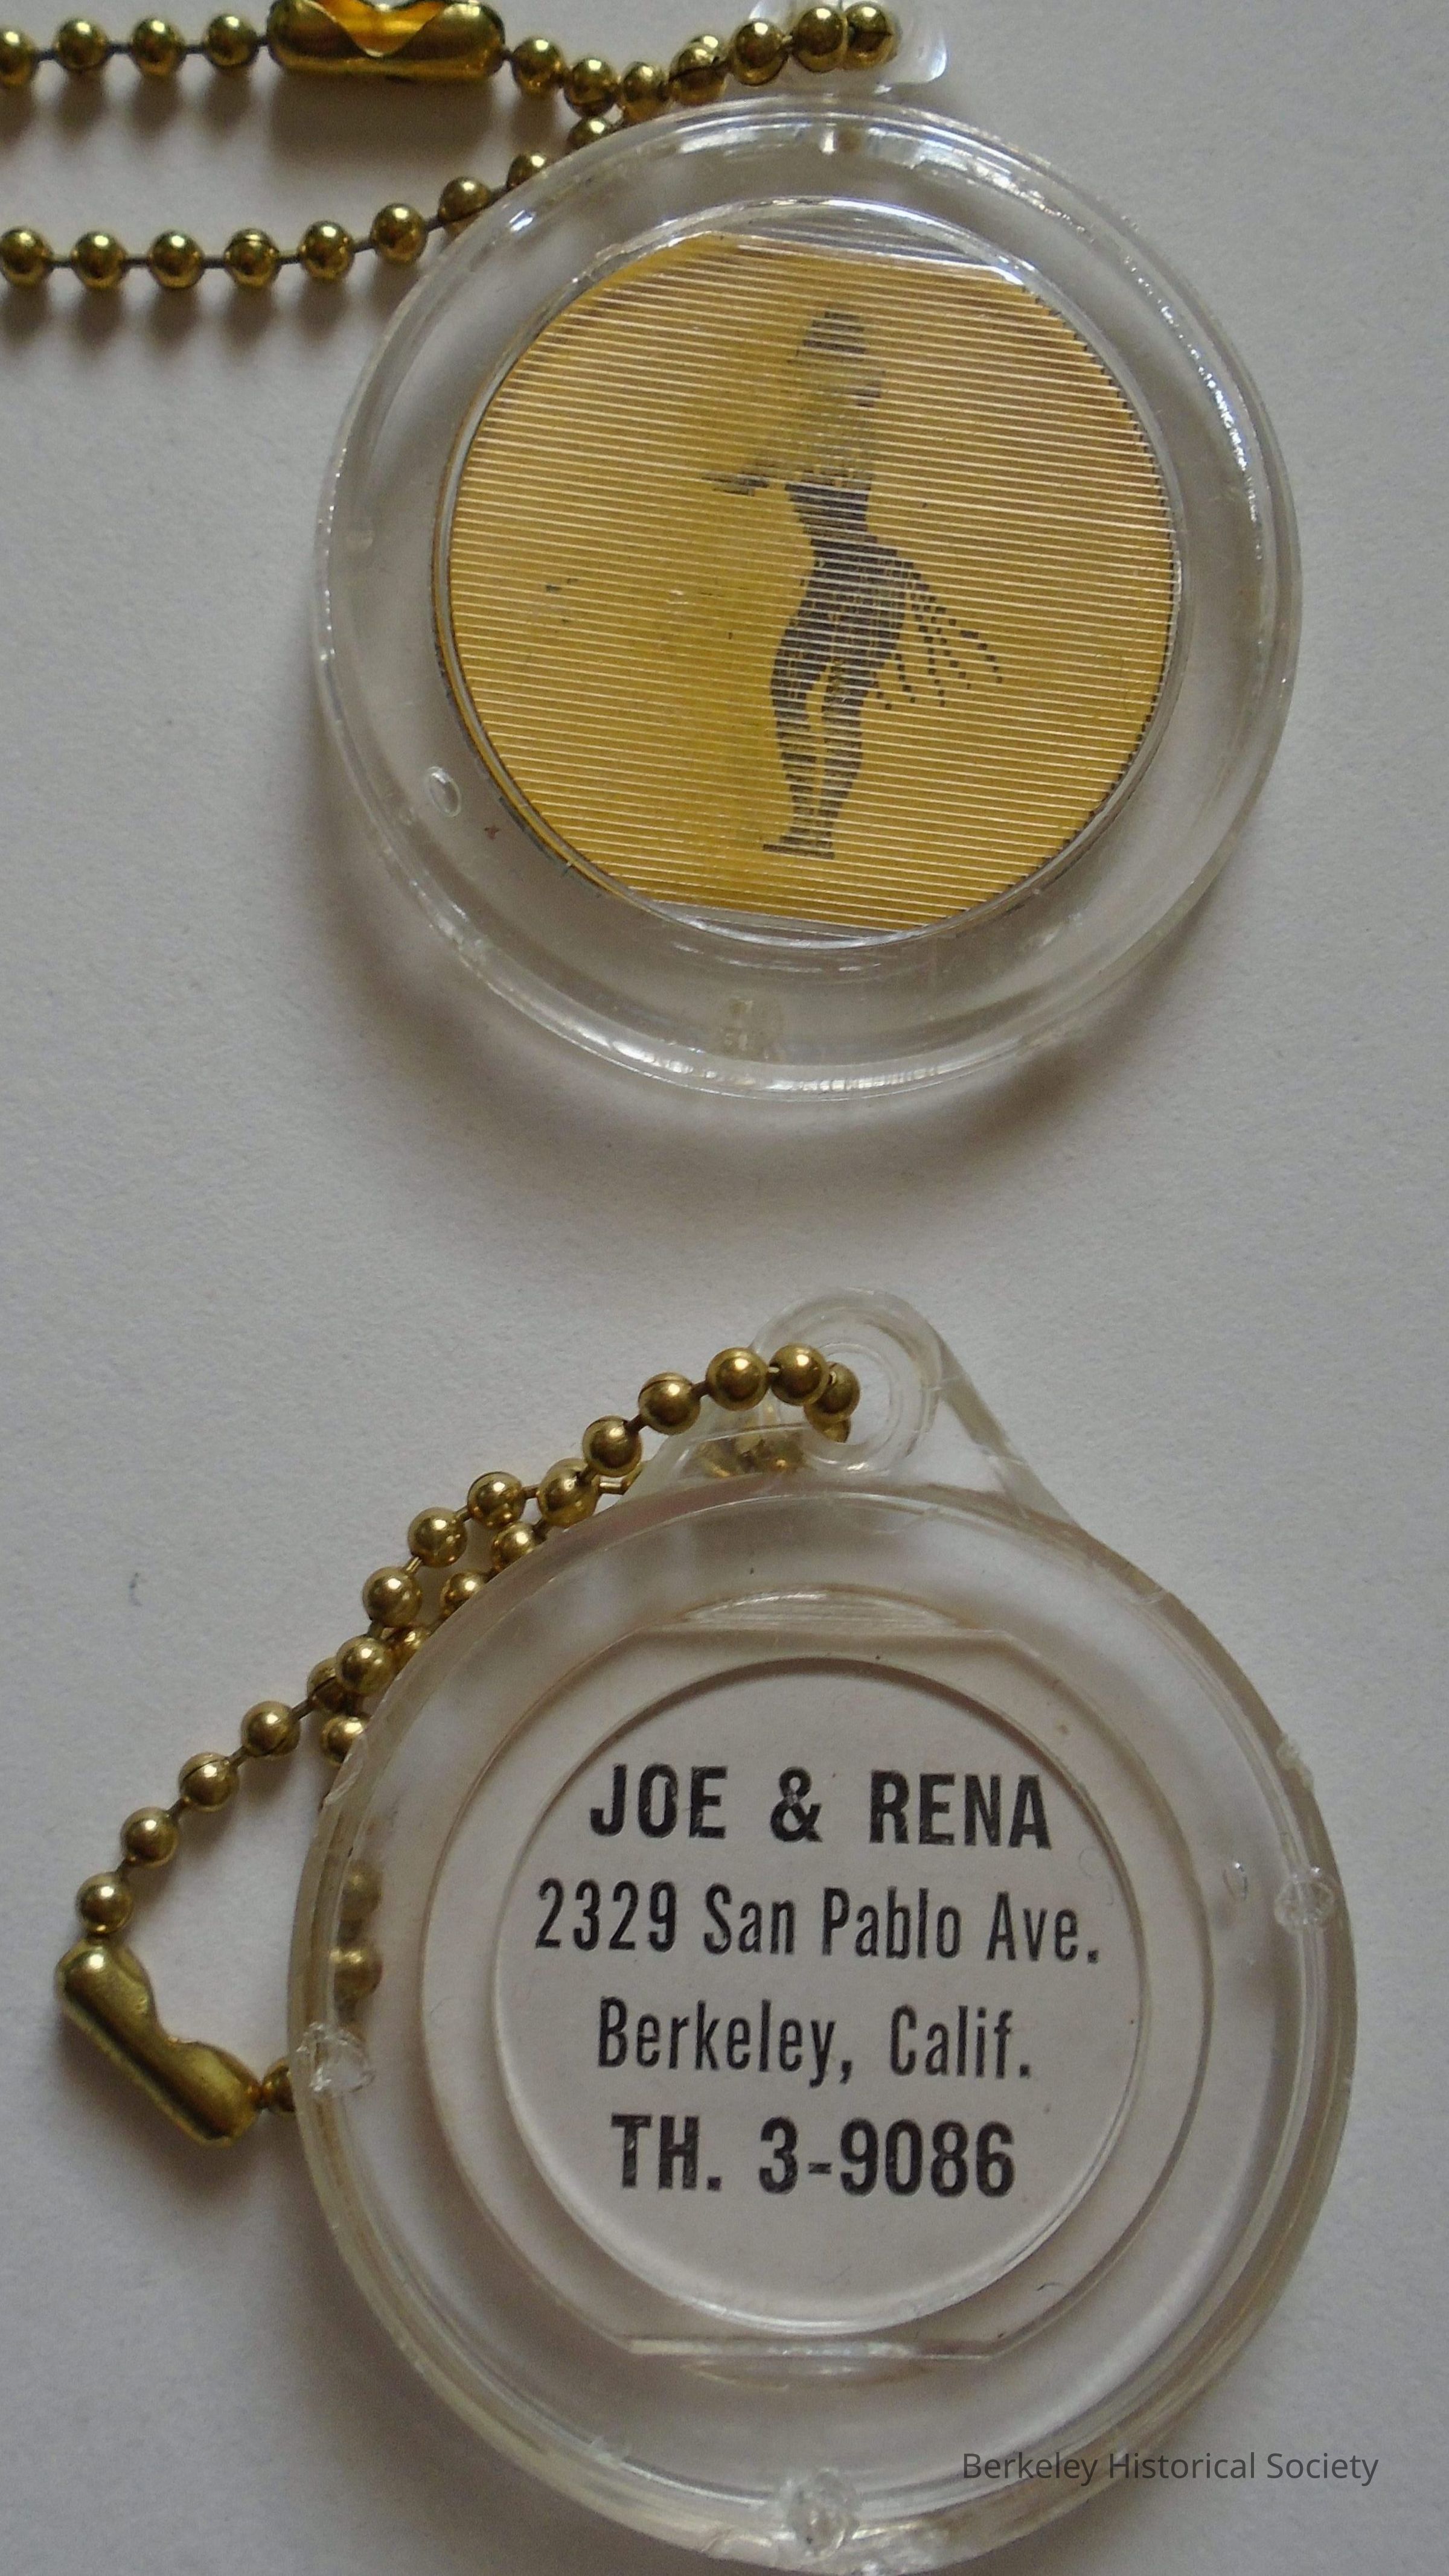 JOE & RENA
2329 San Pablo Ave.
Berkeley, Calif.
TH. 3-9086
Berkeley Historical Society